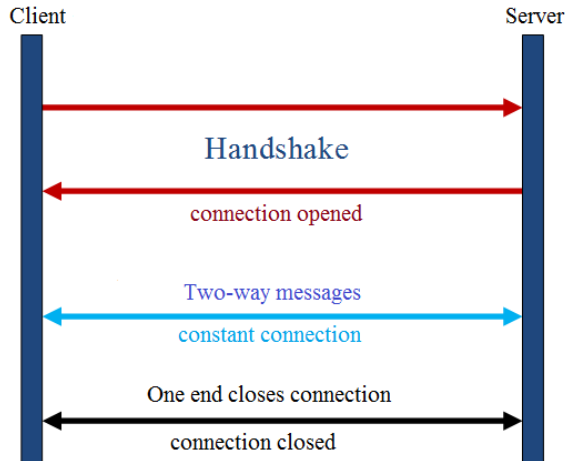 Client
Server
Handshake
connection opened
Two-way messages
constant connection
One end closes connection
connection closed